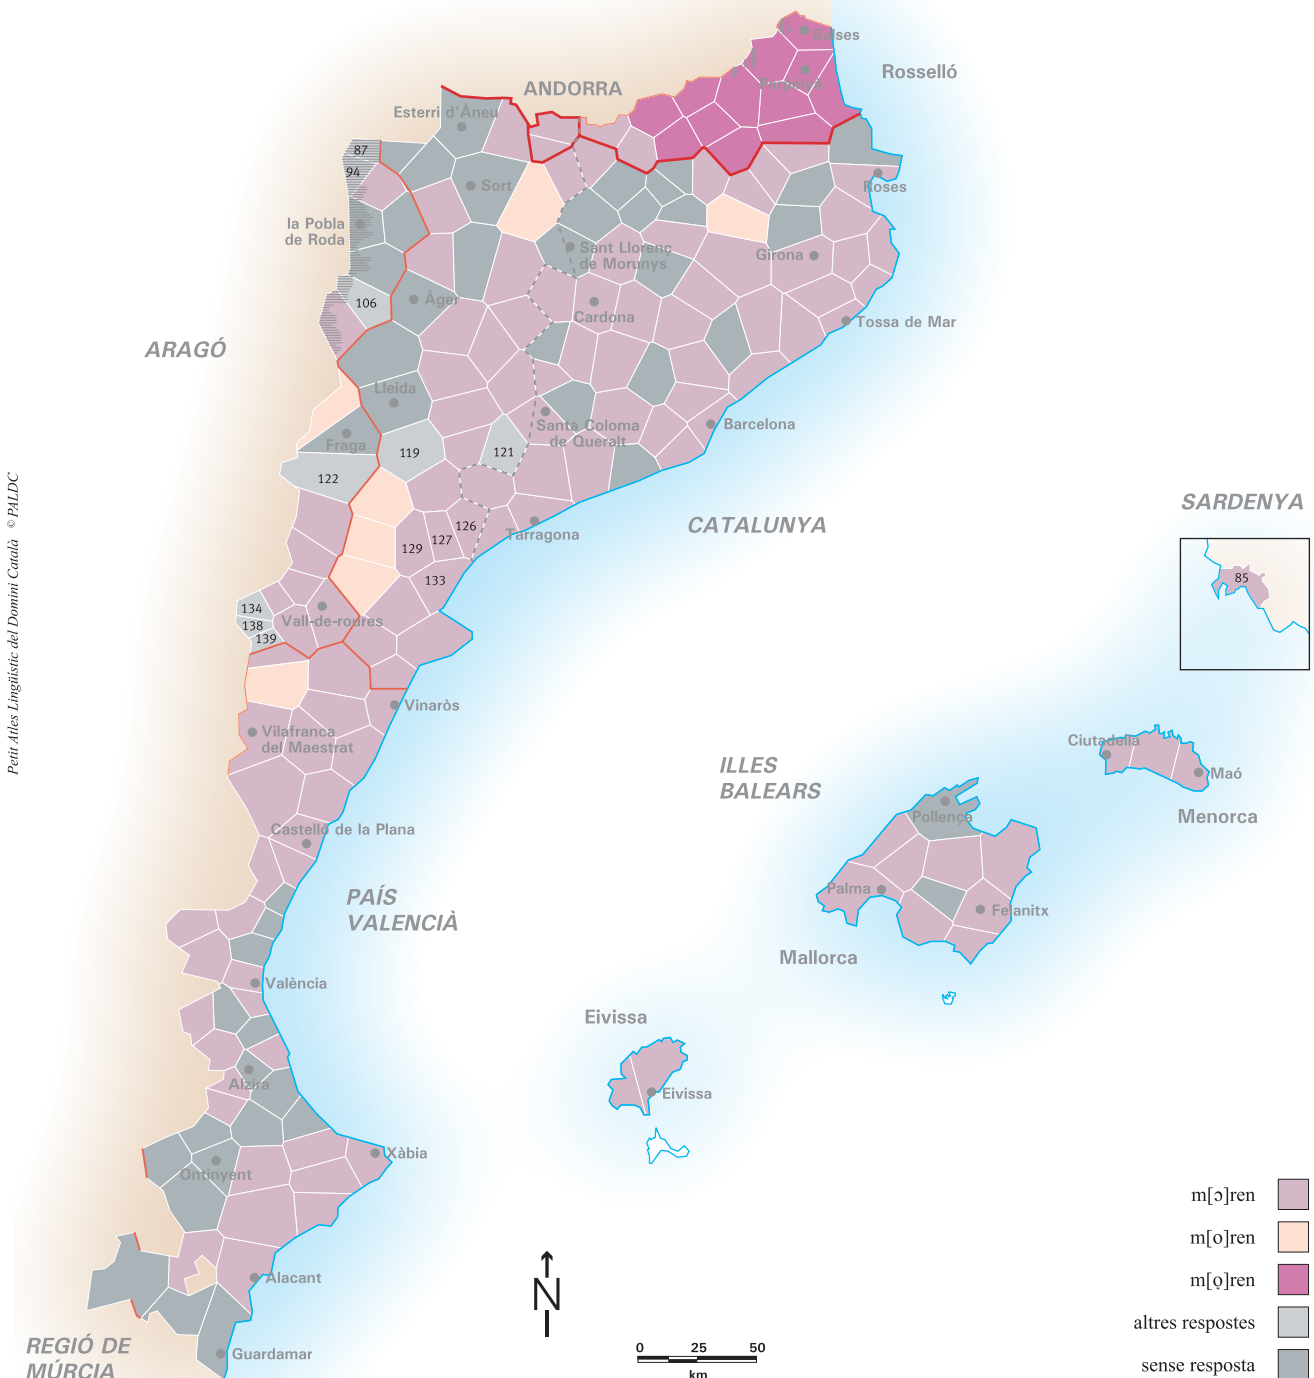 Salses
Rosselló
ANDORRA
Perpinyà
Esterri d'Àneu
87
94
Sort
Roses
la Pobla
de Roda
Sant Llorenç
de Morunys
Girona
106
Àger
Cardona
Tossa de Mar
ARAGÓ
Lleida
Santa Coloma
de Queralt
Barcelona
Fraga
119
121
122
Petit Atles Lingüístic del Domini Català © PALDC
SARDENYA
126
CATALUNYA
Tarragona
127
129
133
85
134
138
139
Vall-de-roures
Vinaròs
Vilafranca
del Maestrat
Ciutadella
ILLES
BALEARS
Maó
Menorca
Pollença
Castelló de la Plana
PAÍS
VALENCIÀ
Palma
Felanitx
Mallorca
València
Eivissa
Alzira
Eivissa
Xàbia
Ontinyent
m[ɔ]ren
m[o]ren
m[ọ]ren
Alacant
N
altres respostes
REGIÓ DE
MÚRCIA
Guardamar
0 25 50
km
sense resposta